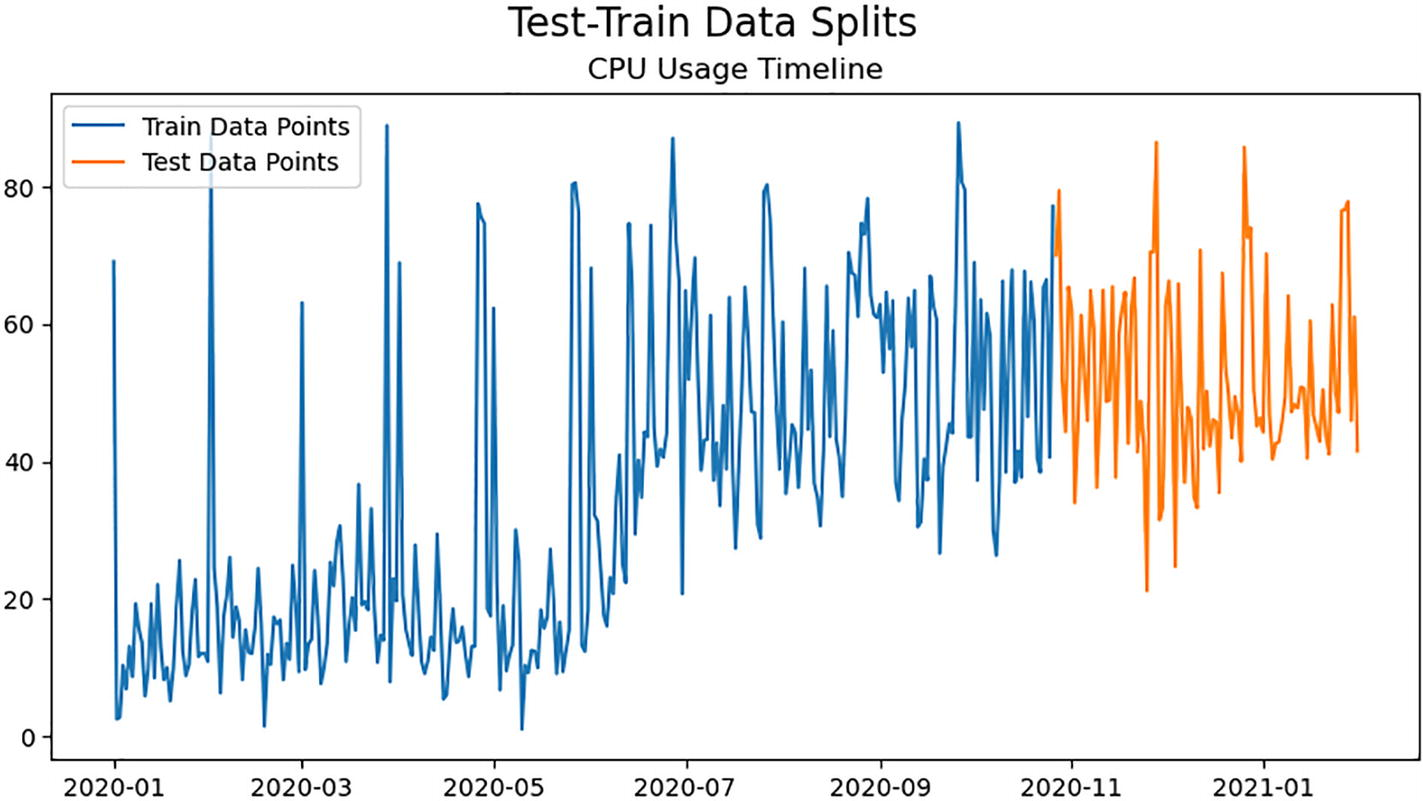 Test-Train Data Splits
CPU Usage Timeline
Train Data Points
Test Data Points
80
60
40
20
0
2020-01 2020-03 2020-05 2020-07 2020-09 2020-11 2021-01